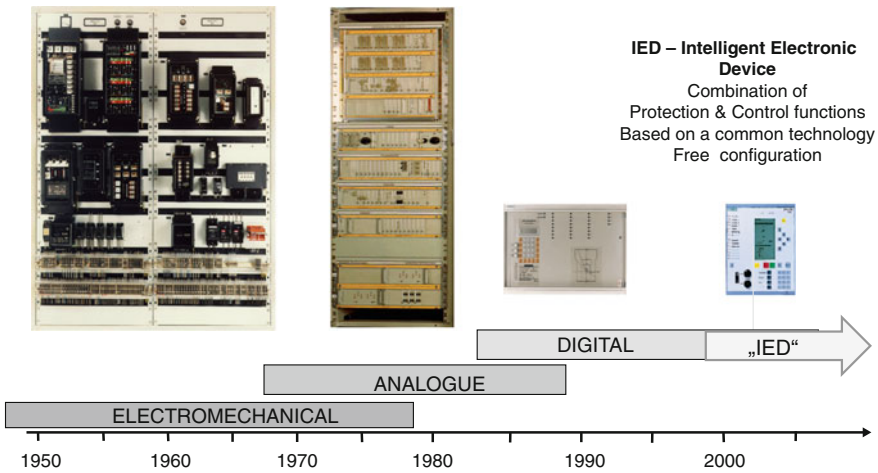 IED – Intelligent Electronic
Device
Combination of
Protection & Control functions
Based on a common technology
Free configuration
DIGITAL
„IED“
ANALOGUE
ELECTROMECHANICAL
1950 1960 1970 1980 1990 2000